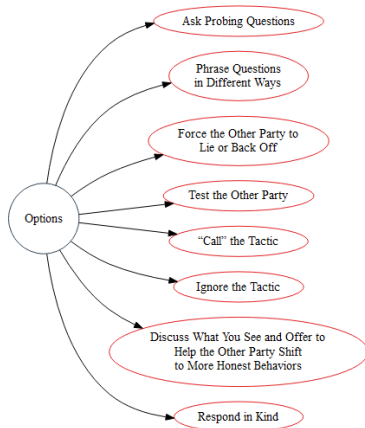 Ask Probing Questions
Phrase Questions
in Different Ways
Force the Other Party to
Lie or Back Off
Test the Other Party
Options
“Call” the Tactic
Ignore the Tactic
Discuss What You See and Offer to
Help the Other Party Shift
to More Honest Behaviors
Respond in Kind